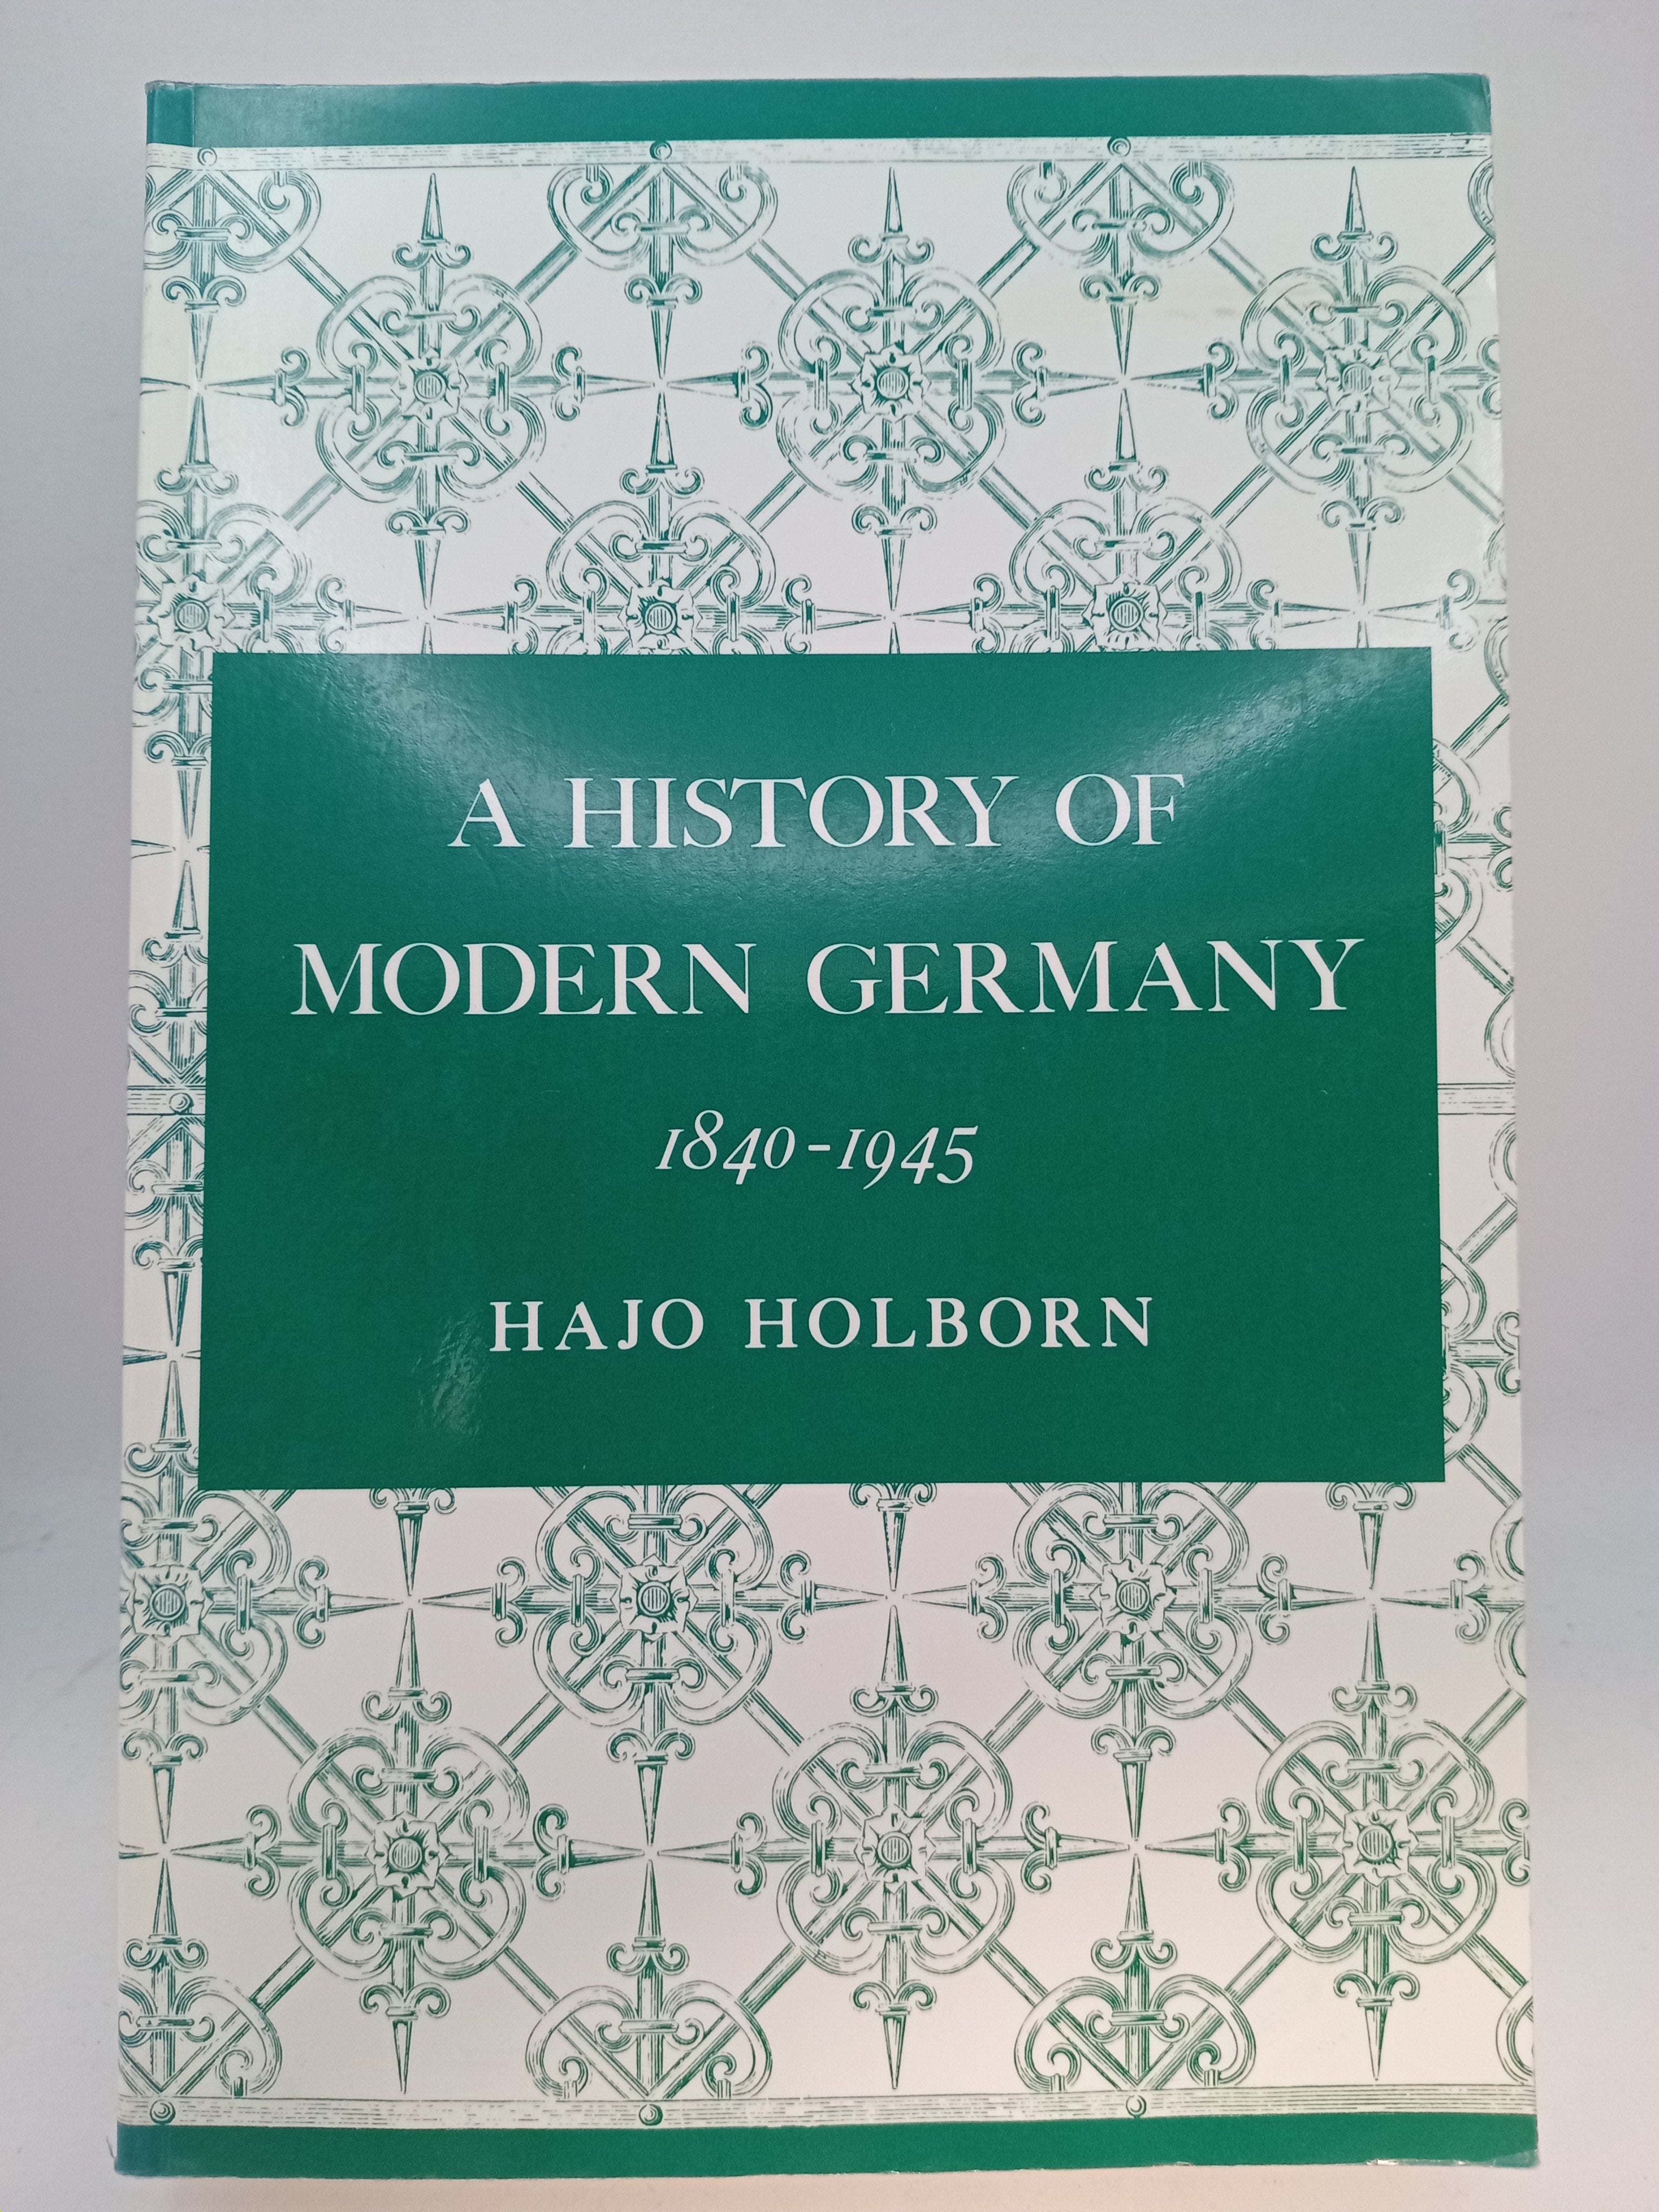 A HISTORY OF
MODERN GERMANY
1840-1945
HAJO HOLBORN